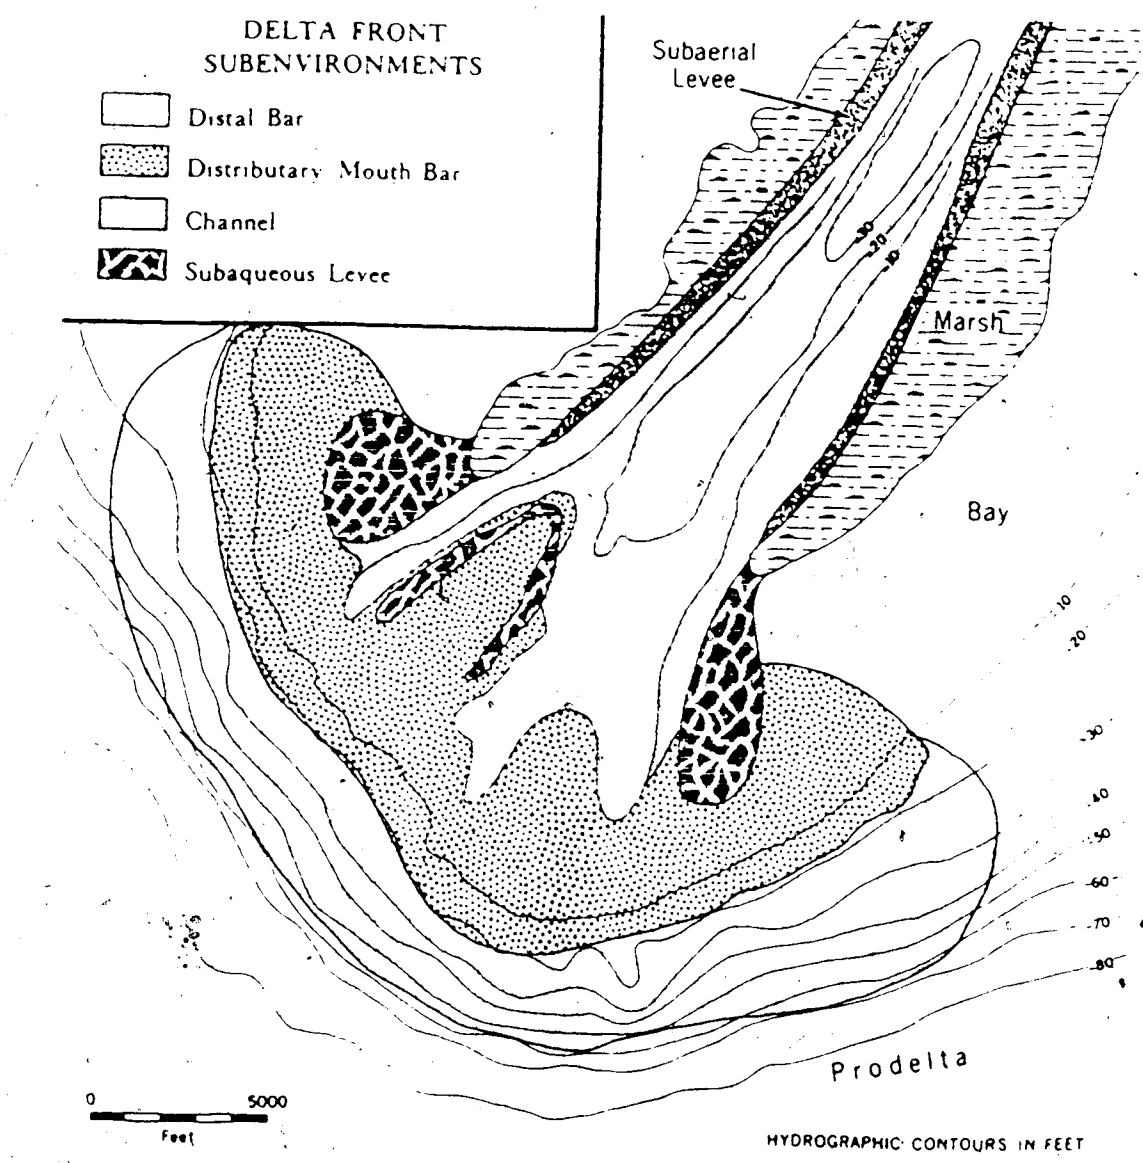 DELTA FRONT
SUBENVIRONMENTS
Distal Bar
Distributary Mouth Bar
Channel
Subaqueous Levee
Subaerial
Levee
-30
-20
-10
Marsh
Bay
-10
-20
-30
-40
-50
-60
-70
-80
Prodelta
0 5000
Feet
HYDROGRAPHIC CONTOURS IN FEET